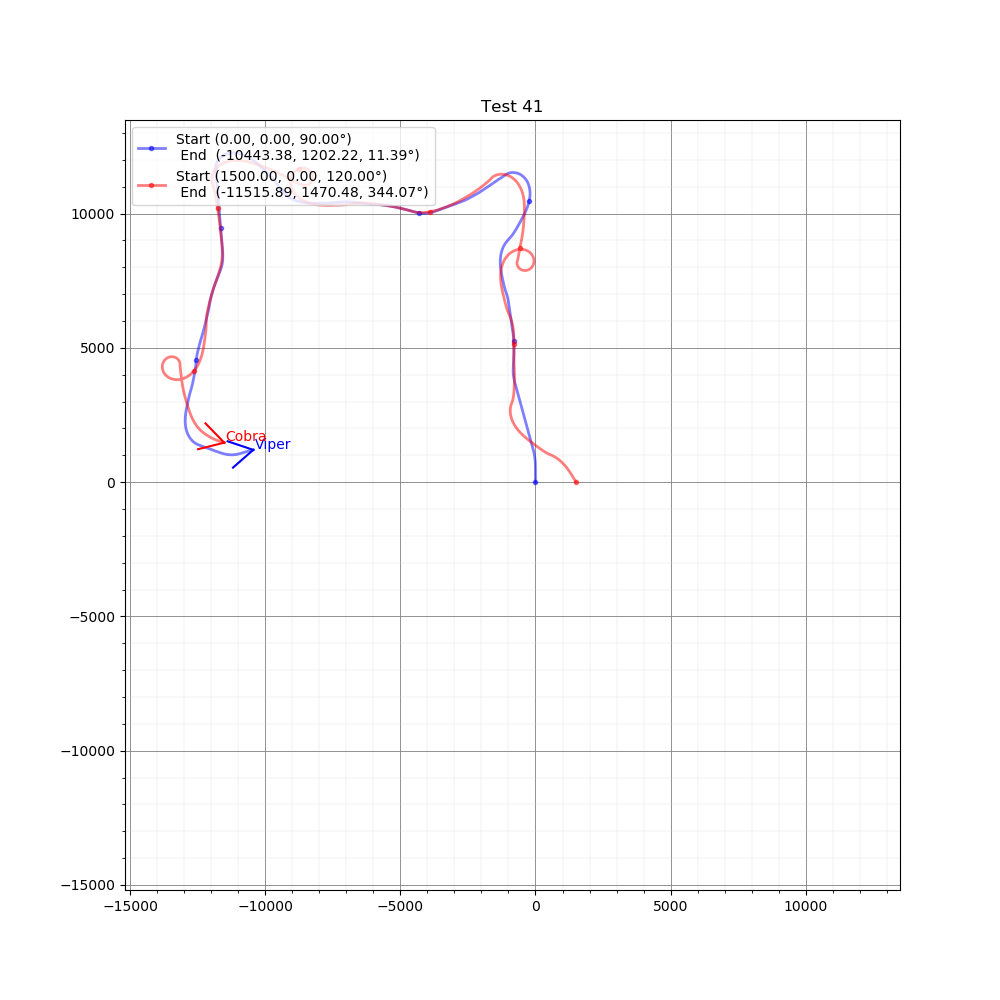 Test 41
Start (0.00, 0.00, 90.00°)
End  (-10443.38, 1202.22, 11.39°)
Start (1500.00, 0.00, 120.00°)
End  (-11515.89, 1470.48, 344.07°)
10000
5000
0
−5000
−10000
−15000
Cobra
Viper
−15000
−10000
−5000
0
5000
10000